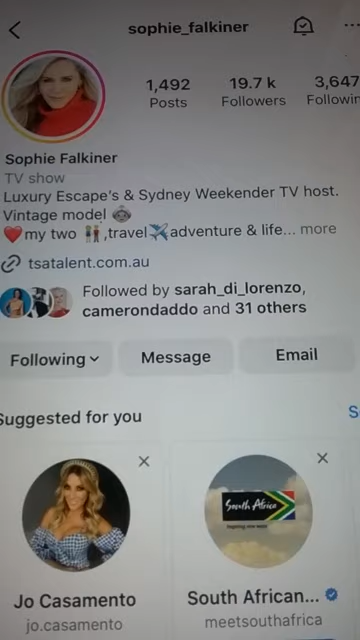 sophie_falkiner
1,492
Posts
19.7 k
Followers
3,647
Followin
Sophie Falkiner
TV show
Luxury Escape's & Sydney Weekender TV host.
Vintage model 👵
❤️my two 👫,travel✈️adventure & life... more
tsatalent.com.au
Followed by sarah_di_lorenzo,
camerondaddo and 31 others
Following
Message
Email
Suggested for you
S
South Africa
Jo Casamento
jo.casamento
South African...
meetsouthafrica